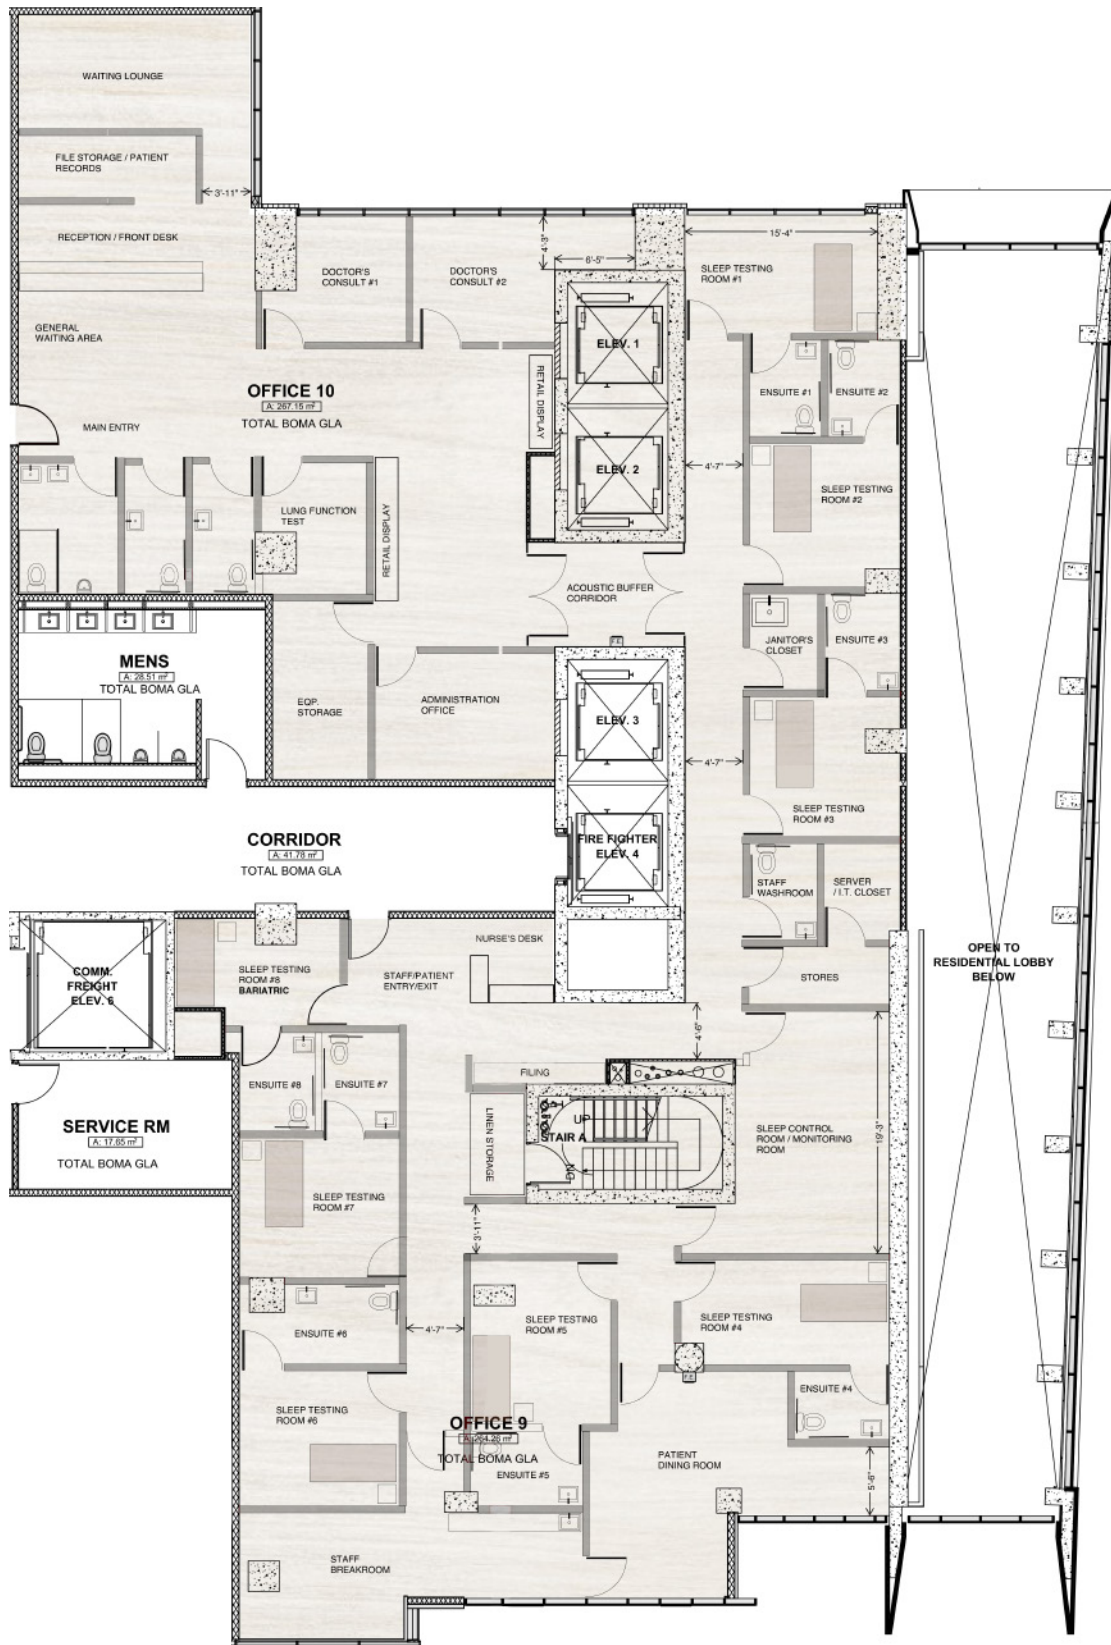 WAITING LOUNGE
FILE STORAGE / PATIENT
RECORDS
3'-11"
RECEPTION / FRONT DESK
DOCTOR'S
CONSULT #1
DOCTOR'S
CONSULT #2
4'-3"
6'-5"
15'-4"
SLEEP TESTING
ROOM #1
GENERAL
WAITING AREA
ELEV. 1
OFFICE 10
A: 267.15 m²
TOTAL BOMA GLA
RETAIL DISPLAY
ENSUITE #1
ENSUITE #2
MAIN ENTRY
ELEV. 2
4'-7"
SLEEP TESTING
ROOM #2
LUNG FUNCTION
TEST
RETAIL DISPLAY
ACOUSTIC BUFFER
CORRIDOR
F.E.
JANITOR'S
CLOSET
ENSUITE #3
MENS
A: 28.51 m²
TOTAL BOMA GLA
EQP.
STORAGE
ADMINISTRATION
OFFICE
ELEV. 3
4'-7"
SLEEP TESTING
ROOM #3
CORRIDOR
A: 41.78 m²
TOTAL BOMA GLA
FIRE FIGHTER
ELEV. 4
STAFF
WASHROOM
SERVER
/ I.T. CLOSET
NURSE'S DESK
COMM.
FREIGHT
ELEV. 6
SLEEP TESTING
ROOM #8
BARIATRIC
STAFF/PATIENT
ENTRY/EXIT
STORES
OPEN TO
RESIDENTIAL LOBBY
BELOW
4'-6"
ENSUITE #8
ENSUITE #7
FILING
SERVICE RM
A: 17.65 m²
TOTAL BOMA GLA
LINEN STORAGE
UP
STAIR A
DN
SLEEP CONTROL
ROOM / MONITORING
ROOM
19'-3"
SLEEP TESTING
ROOM #7
3'-11"
ENSUITE #6
4'-7"
SLEEP TESTING
ROOM #5
SLEEP TESTING
ROOM #4
F.E.
SLEEP TESTING
ROOM #6
ENSUITE #4
OFFICE 9
A: 264.26 m²
TOTAL BOMA GLA
ENSUITE #5
PATIENT
DINING ROOM
5'-6"
STAFF
BREAKROOM